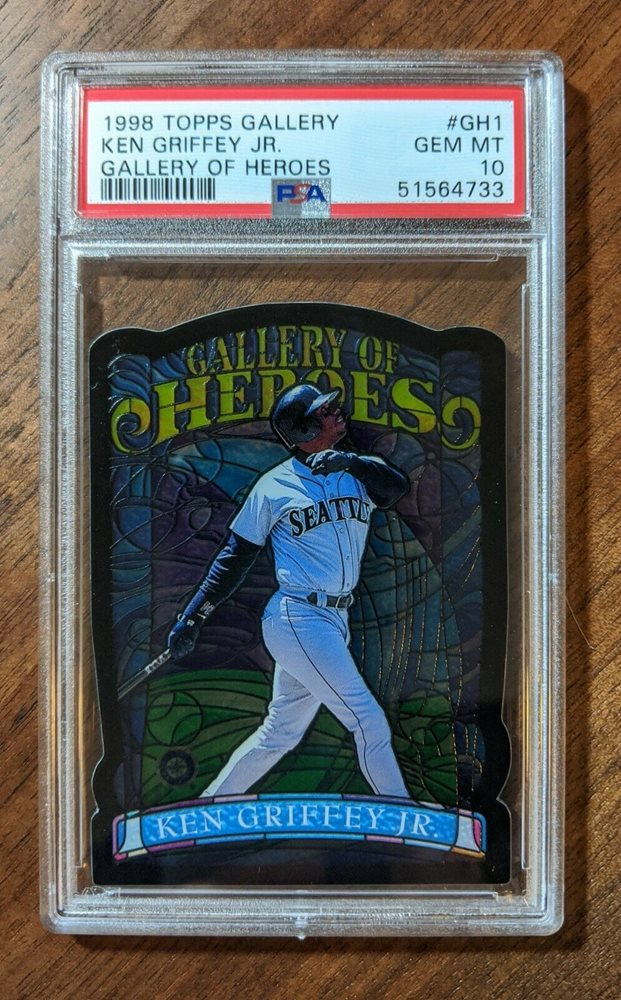 1998 TOPPS GALLERY #GH1
KEN GRIFFEY JR. GEM MT
GALLERY OF HEROES 10
PSA 51564733
GALLERY OF
HEROES
SEATTL
KEN GRIFFEY JR.